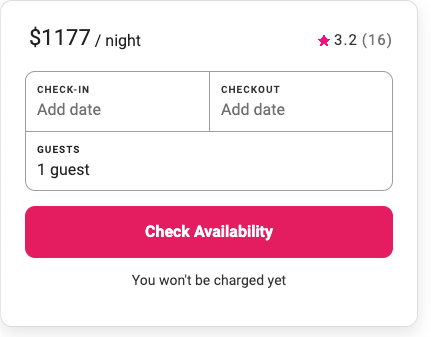 $1177 / night ★ 3.2 (16)
CHECK-IN CHECKOUT
Add date Add date
GUESTS
1 guest
Check Availability
You won't be charged yet